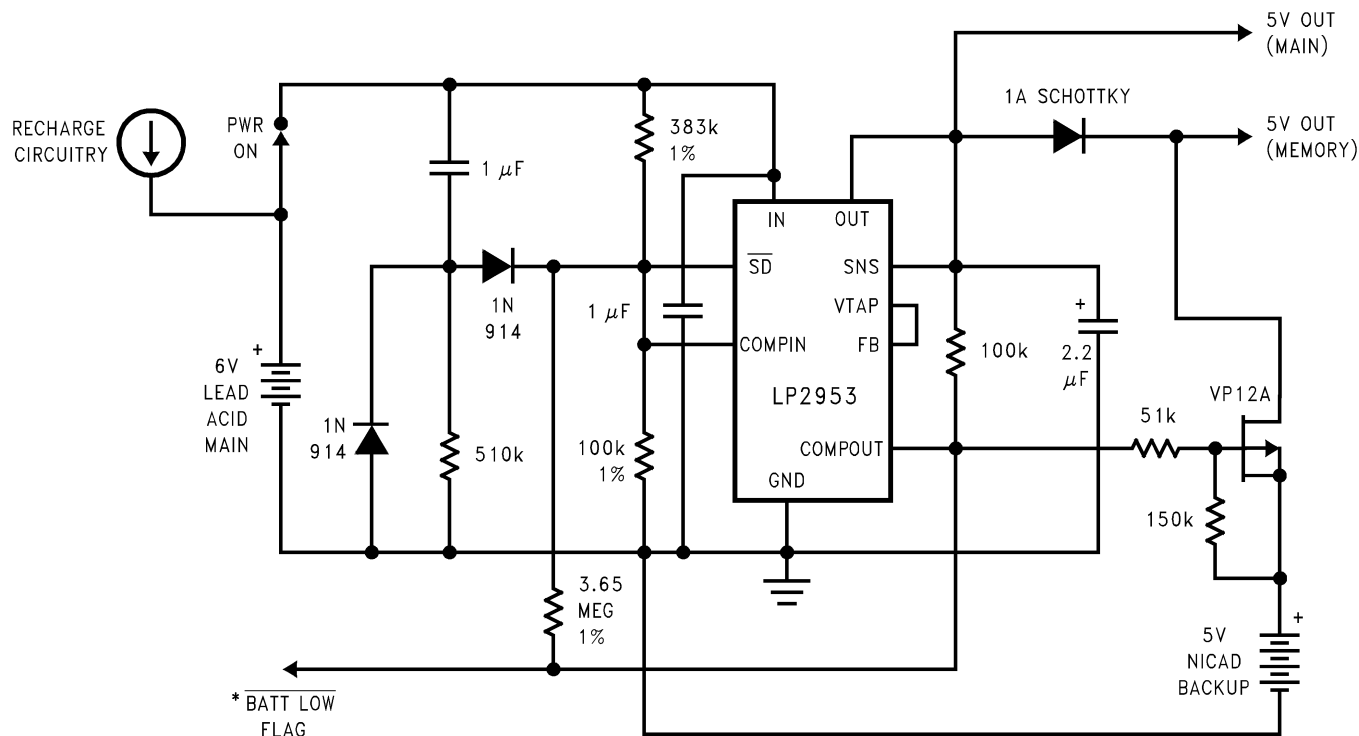 5V OUT
(MAIN)
1A SCHOTTKY
RECHARGE
CIRCUITRY
PWR
ON
383k
1%
5V OUT
(MEMORY)
1 μF
IN
OUT
SD
SNS
1N
914
1 μF
VTAP
FB
COMPIN
100k
+
2.2
μF
+
6V
LEAD
ACID
MAIN
LP2953
VP12A
1N
914
510k
100k
1%
COMPOUT
51k
GND
150k
3.65
MEG
1%
+
5V
NICAD
BACKUP
*BATT LOW
FLAG